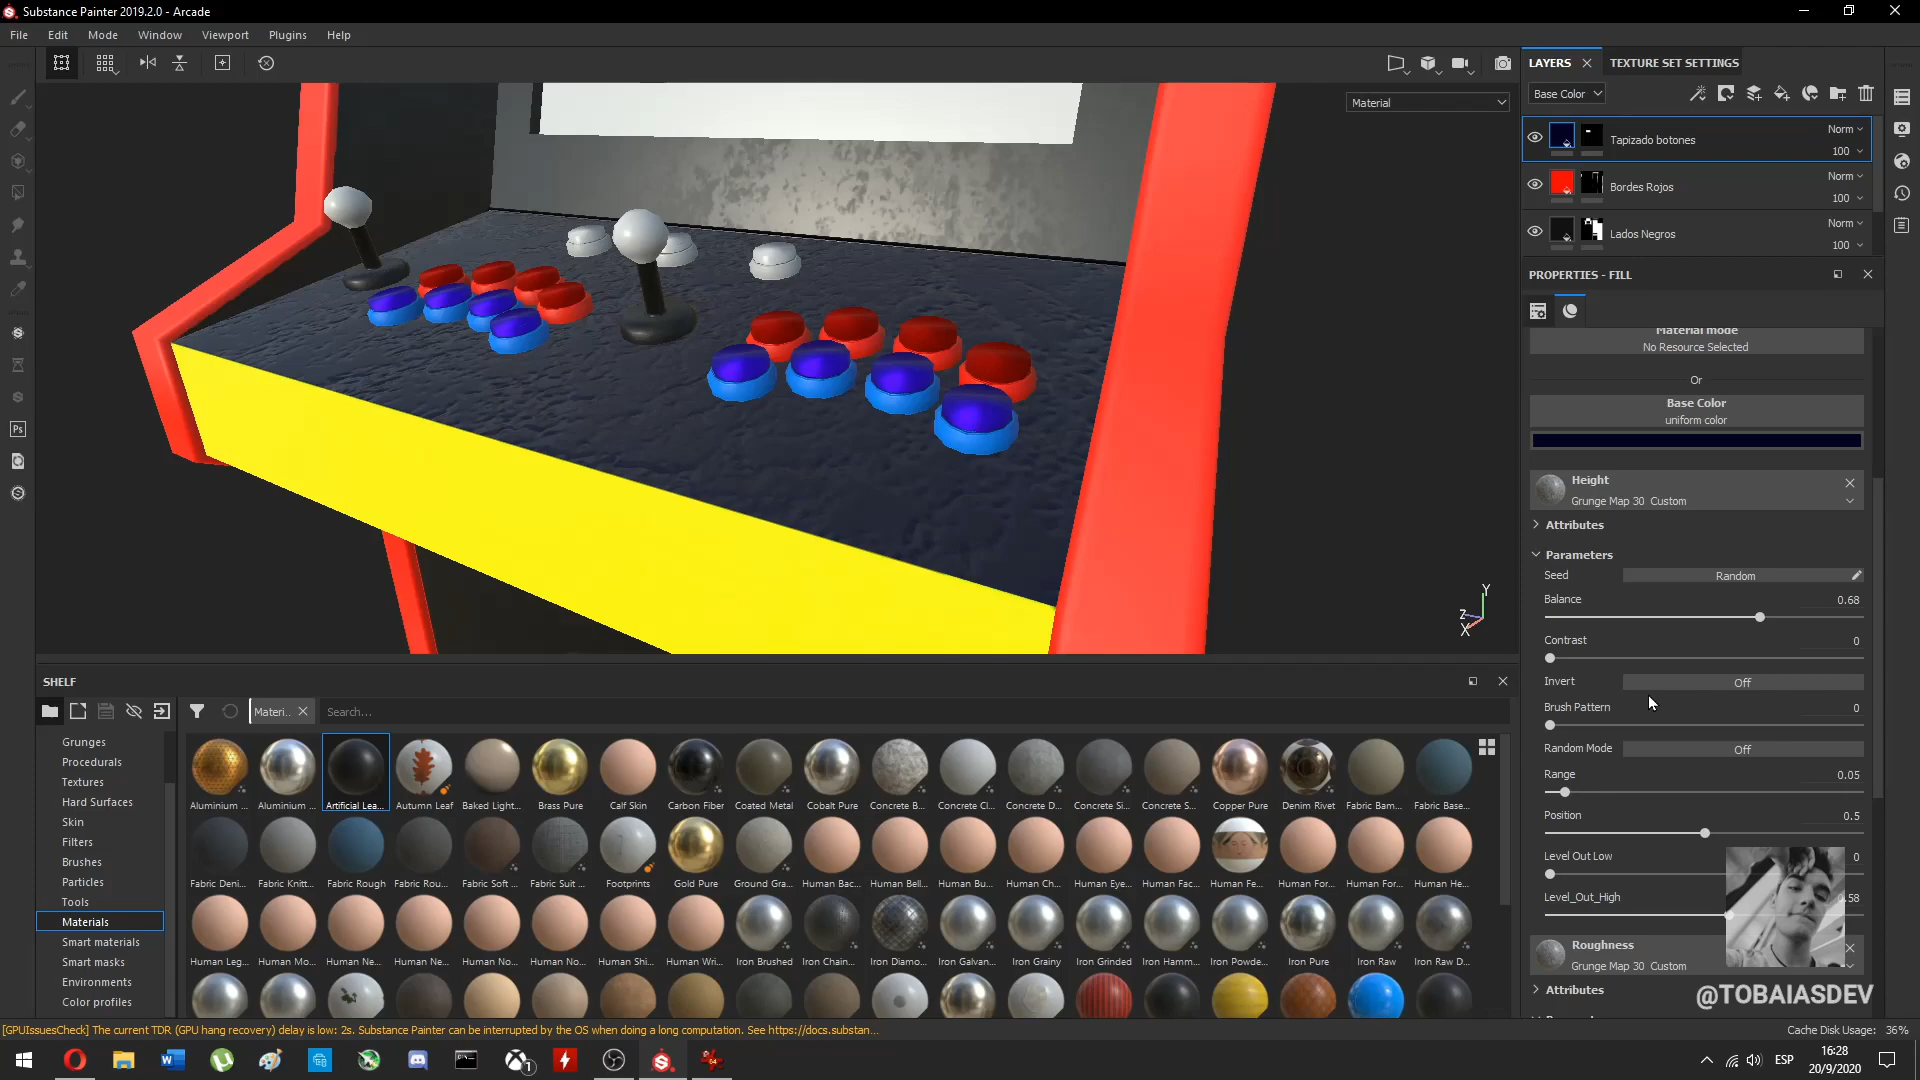 Substance Painter 2019.2.0 - Arcade
File Edit Mode Window Viewport Plugins Help
Material
LAYERS
TEXTURE SET SETTINGS
Base Color
Tapizado botones
Norm
100
Bordes Rojos
Norm
100
Lados Negros
Norm
100
PROPERTIES - FILL
Material mode
No Resource Selected
Or
Base Color
uniform color
Height
Grunge Map 30 Custom
Attributes
Parameters
Seed Random
Balance 0.68
Contrast 0
Invert Off
Brush Pattern 0
Random Mode Off
Range 0.05
Position 0.5
Level Out Low 0
Level_Out_High .58
Roughness
Grunge Map 30 Custom
Attributes
@TOBAIASDEV
Y
Z
X
SHELF
Materi..
Search...
Grunges
Procedurals
Textures
Hard Surfaces
Skin
Filters
Brushes
Particles
Tools
Materials
Smart materials
Smart masks
Environments
Color profiles
Aluminium ... Aluminium ... Artificial Lea... Autumn Leaf Baked Light... Brass Pure Calf Skin Carbon Fiber Coated Metal Cobalt Pure Concrete B... Concrete Cl... Concrete D... Concrete Si... Concrete S... Copper Pure Denim Rivet Fabric Bam... Fabric Base...
Fabric Deni... Fabric Knitt... Fabric Rough Fabric Rou... Fabric Soft ... Fabric Suit ... Footprints Gold Pure Ground Gra... Human Bac... Human Bell... Human Bu... Human Ch... Human Eye... Human Fac... Human Fe... Human For... Human For... Human He...
Human Leg... Human Mo... Human Ne... Human Ne... Human No... Human No... Human Shi... Human Wri... Iron Brushed Iron Chain... Iron Diamo... Iron Galvan... Iron Grainy Iron Grinded Iron Hamm... Iron Powde... Iron Pure Iron Raw Iron Raw D...
[GPUIssuesCheck] The current TDR (GPU hang recovery) delay is low: 2s. Substance Painter can be interrupted by the OS when doing a long computation. See https://docs.substan...
Cache Disk Usage: 36%
Ps
1
64
ESP
16:28
20/9/2020